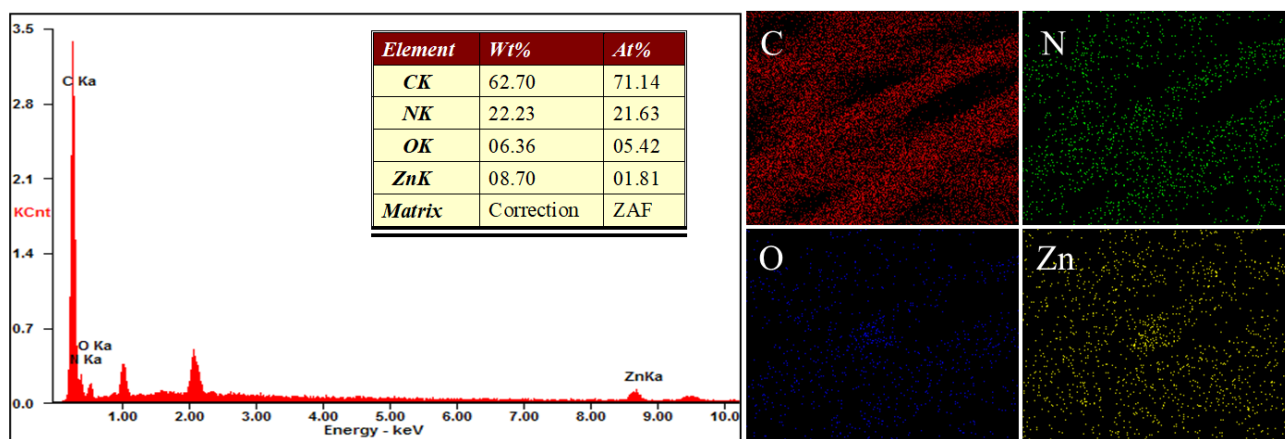 3.5
2.8
2.1
KCnt
1.4
0.7
0.0
C Ka
O Ka
N Ka
ZnKa
1.00 2.00 3.00 4.00 5.00 6.00 7.00 8.00 9.00 10.0
Energy - keV
Element Wt% At%
CK 62.70 71.14
NK 22.23 21.63
OK 06.36 05.42
ZnK 08.70 01.81
Matrix Correction ZAF
C
N
O
Zn